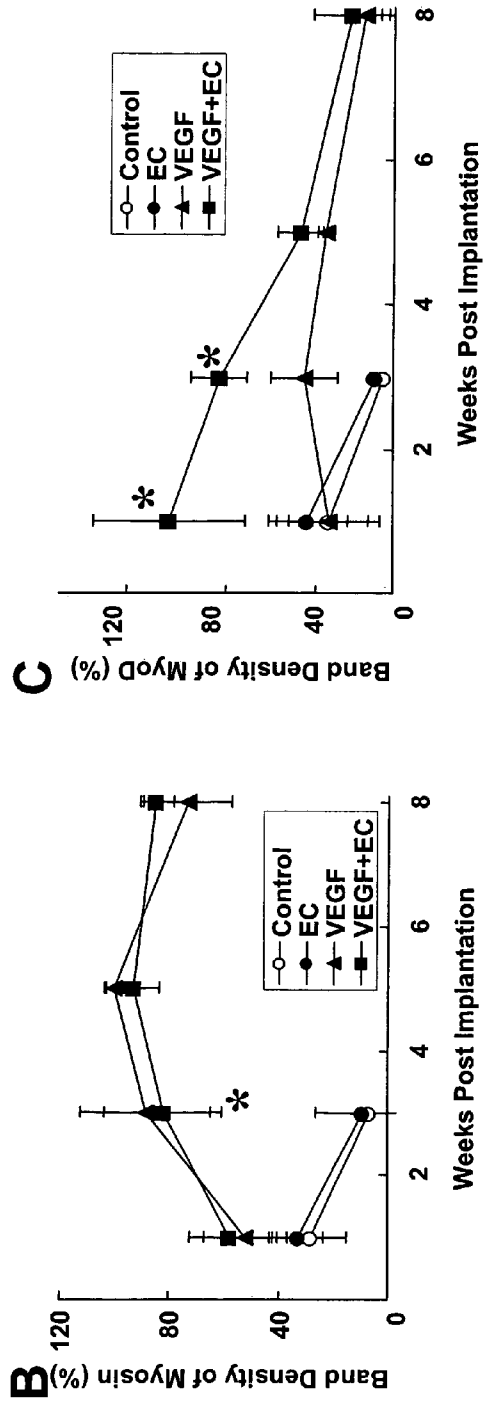 B
Band Density of Myosin (%)
120
80
40
0
2
4
6
8
Weeks Post Implantation
Control
EC
VEGF
VEGF+EC
*
C
Band Density of MyoD (%)
120
80
40
0
2
4
6
8
Weeks Post Implantation
Control
EC
VEGF
VEGF+EC
*
*